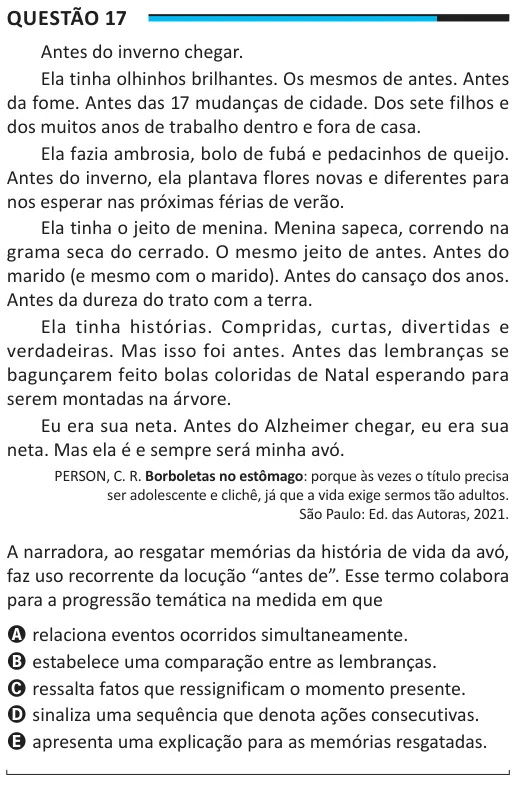 QUESTÃO 17
Antes do inverno chegar.
Ela tinha olhinhos brilhantes. Os mesmos de antes. Antes
da fome. Antes das 17 mudanças de cidade. Dos sete filhos e
dos muitos anos de trabalho dentro e fora de casa.
Ela fazia ambrosia, bolo de fubá e pedacinhos de queijo.
Antes do inverno, ela plantava flores novas e diferentes para
nos esperar nas próximas férias de verão.
Ela tinha o jeito de menina. Menina sapeca, correndo na
grama seca do cerrado. O mesmo jeito de antes. Antes do
marido (e mesmo com o marido). Antes do cansaço dos anos.
Antes da dureza do trato com a terra.
Ela tinha histórias. Compridas, curtas, divertidas e
verdadeiras. Mas isso foi antes. Antes das lembranças se
bagunçarem feito bolas coloridas de Natal esperando para
serem montadas na árvore.
Eu era sua neta. Antes do Alzheimer chegar, eu era sua
neta. Mas ela é e sempre será minha avó.
PERSON, C. R. Borboletas no estômago: porque às vezes o título precisa
ser adolescente e clichê, já que a vida exige sermos tão adultos.
São Paulo: Ed. das Autoras, 2021.
A narradora, ao resgatar memórias da história de vida da avó,
faz uso recorrente da locução “antes de”. Esse termo colabora
para a progressão temática na medida em que
A relaciona eventos ocorridos simultaneamente.
B estabelece uma comparação entre as lembranças.
C ressalta fatos que ressignificam o momento presente.
D sinaliza uma sequência que denota ações consecutivas.
E apresenta uma explicação para as memórias resgatadas.